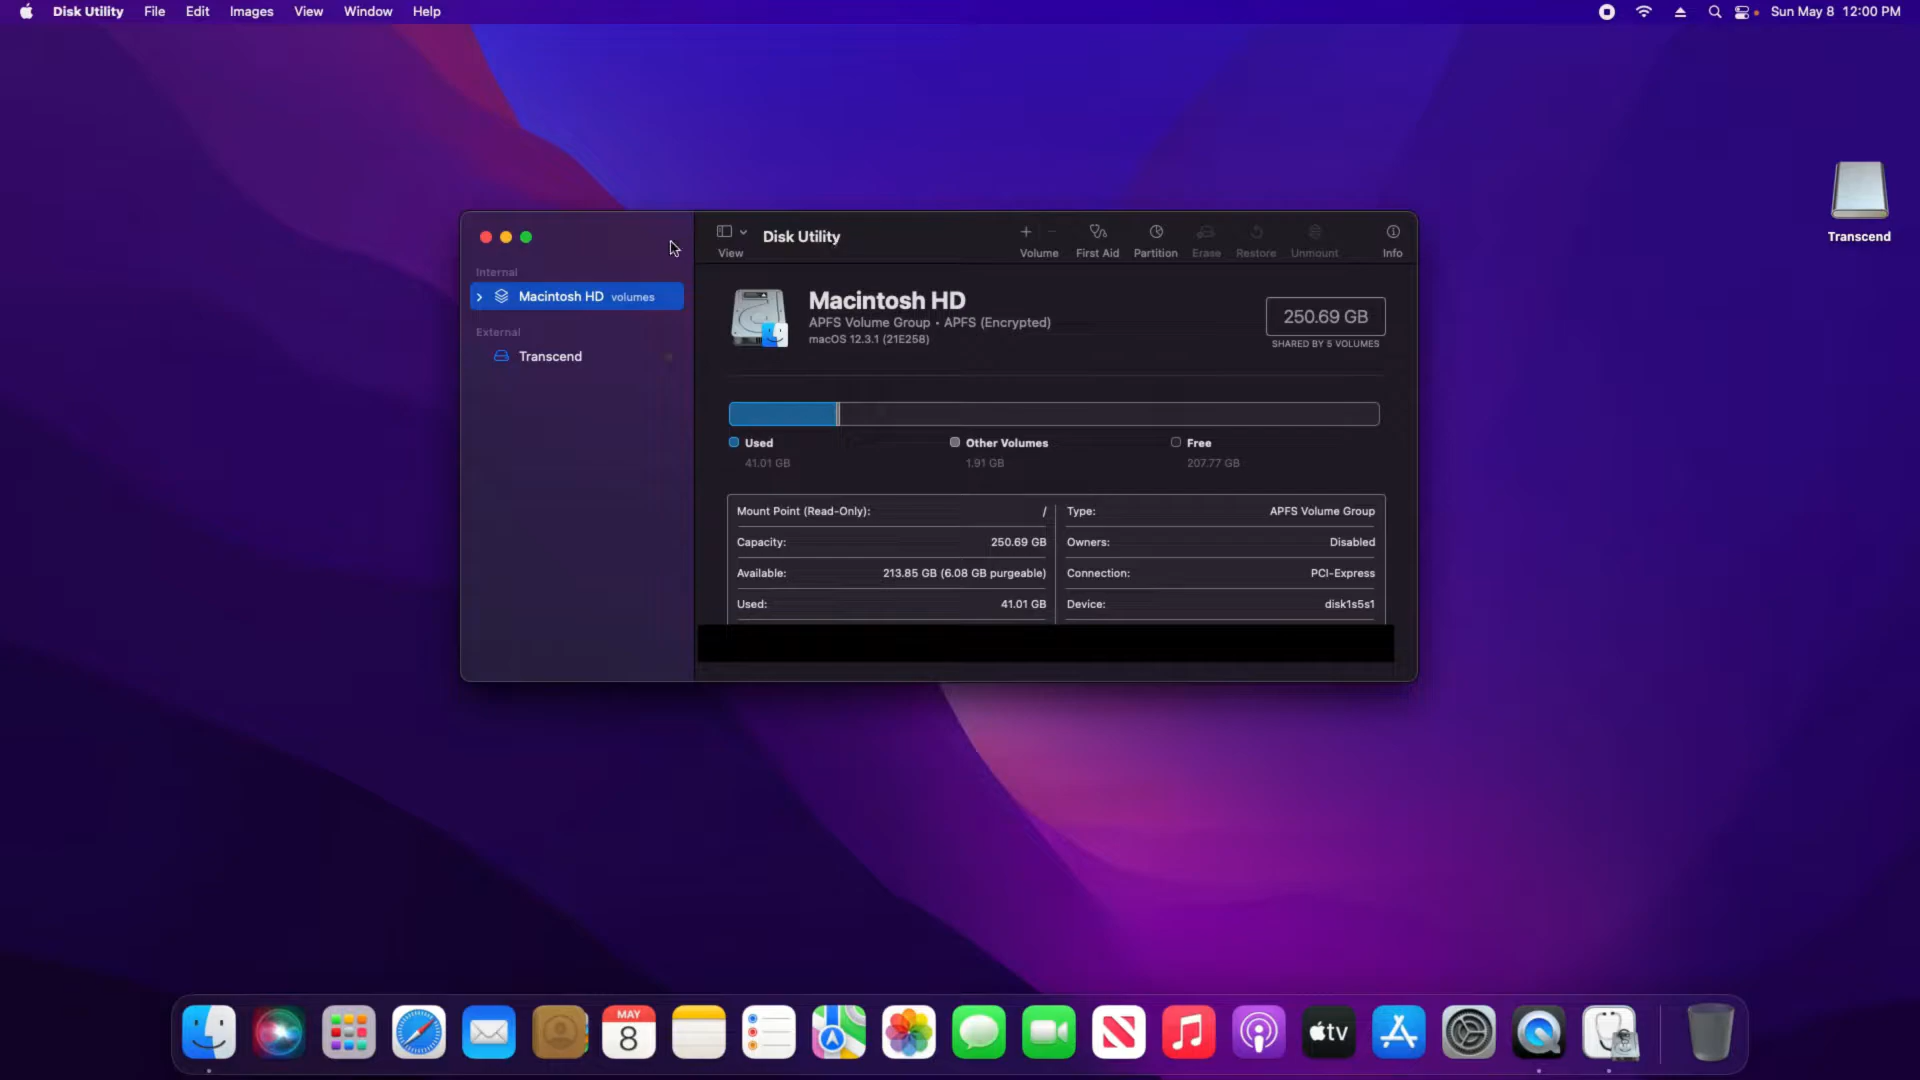 Disk Utility File Edit Images View Window Help Sun May 8 12:00 PM
Transcend
View
Disk Utility
Volume First Aid Partition Erase Restore Unmount Info
Internal
Macintosh HD volumes
External
Transcend
Macintosh HD
APFS Volume Group • APFS (Encrypted)
macOS 12.3.1 (21E258)
250.69 GB
SHARED BY 5 VOLUMES
Used
41.01 GB
Other Volumes
1.91 GB
Free
207.77 GB
Mount Point (Read-Only): /
Type: APFS Volume Group
Capacity: 250.69 GB
Owners: Disabled
Available: 213.85 GB (6.08 GB purgeable)
Connection: PCI-Express
Used: 41.01 GB
Device: disk1s5s1
MAY
8
tv